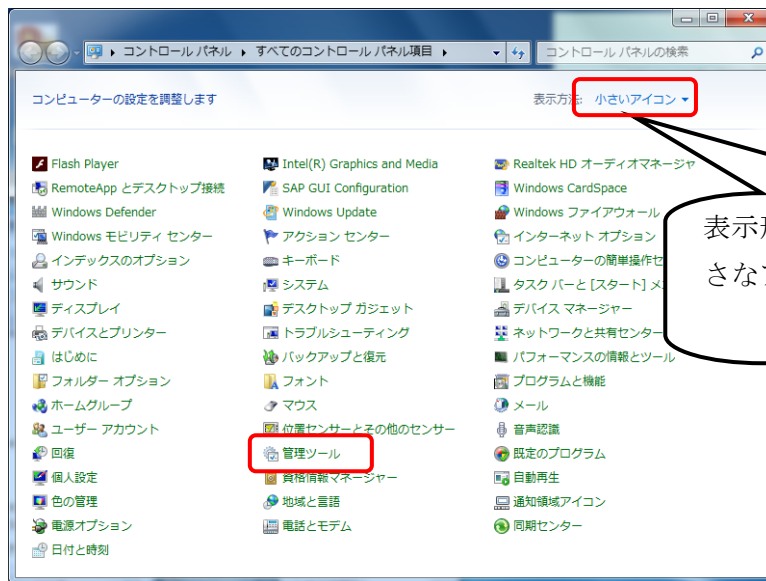 コントロール パネル ▸ すべてのコントロール パネル項目 ▸
コントロール パネルの検索
コンピューターの設定を調整します
表示方法: 小さいアイコン
Flash Player
RemoteApp とデスクトップ接続
Windows Defender
Windows モビリティ センター
インデックスのオプション
サウンド
ディスプレイ
デバイスとプリンター
はじめに
フォルダー オプション
ホームグループ
ユーザー アカウント
回復
個人設定
色の管理
電源オプション
日付と時刻
Intel(R) Graphics and Media
SAP GUI Configuration
Windows Update
アクション センター
キーボード
システム
デスクトップ ガジェット
トラブルシューティング
バックアップと復元
フォント
マウス
位置センサーとその他のセンサー
管理ツール
資格情報マネージャー
地域と言語
電話とモデム
Realtek HD オーディオマネージャ
Windows CardSpace
Windows ファイアウォール
インターネット オプション
コンピューターの簡単操作セ
タスク バーと [スタート] メ
デバイス マネージャー
ネットワークと共有センター
パフォーマンスの情報とツール
プログラムと機能
メール
音声認識
既定のプログラム
自動再生
通知領域アイコン
同期センター
表示
さな